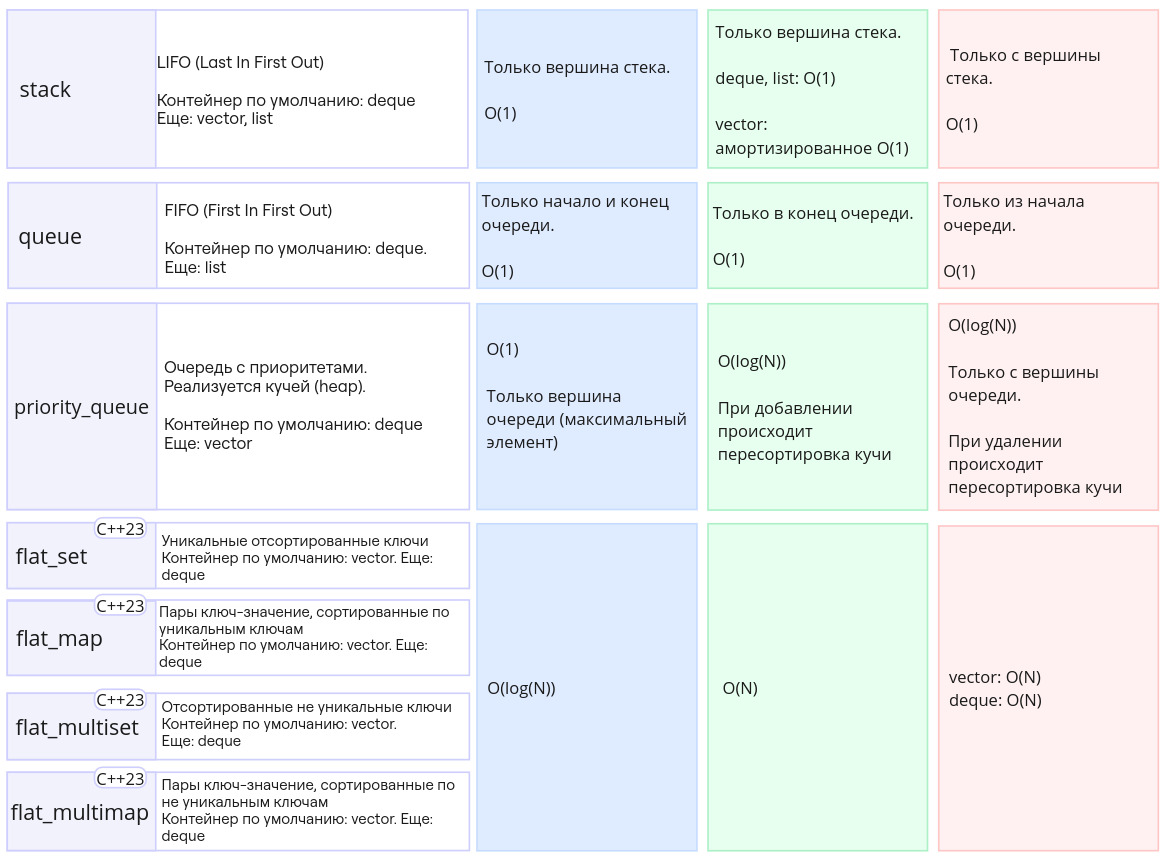 stack
LIFO (Last In First Out)
Контейнер по умолчанию: deque
Еще: vector, list
Только вершина стека.
O(1)
Только вершина стека.
deque, list: O(1)
vector:
амортизированное O(1)
Только с вершины
стека.
O(1)
queue
FIFO (First In First Out)
Контейнер по умолчанию: deque.
Еще: list
Только начало и конец
очереди.
O(1)
Только в конец очереди.
O(1)
Только из начала
очереди.
O(1)
priority_queue
Очередь с приоритетами.
Реализуется кучей (heap).
Контейнер по умолчанию: deque
Еще: vector
O(1)
Только вершина
очереди (максимальный
элемент)
O(log(N))
При добавлении
происходит
пересортировка кучи
O(log(N))
Только с вершины
очереди.
При удалении
происходит
пересортировка кучи
C++23
flat_set
Уникальные отсортированные ключи
Контейнер по умолчанию: vector. Еще:
deque
C++23
flat_map
Пары ключ-значение, сортированные по
уникальным ключам
Контейнер по умолчанию: vector. Еще:
deque
C++23
flat_multiset
Отсортированные не уникальные ключи
Контейнер по умолчанию: vector.
Еще: deque
C++23
flat_multimap
Пары ключ-значение, сортированные по
не уникальным ключам
Контейнер по умолчанию: vector. Еще:
deque
O(log(N))
O(N)
vector: O(N)
deque: O(N)